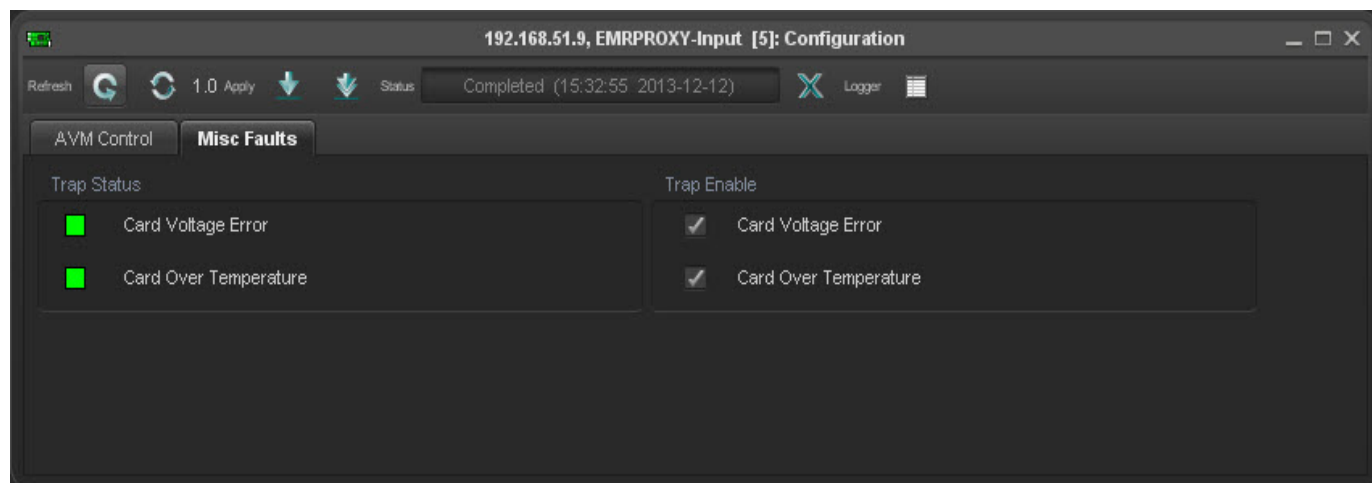 192.168.51.9, EMRPROXY-Input [5]: Configuration
Refresh 1.0 Apply Status Completed (15:32:55 2013-12-12) Logger
AVM Control Misc Faults
Trap Status Trap Enable
Card Voltage Error Card Voltage Error
Card Over Temperature Card Over Temperature